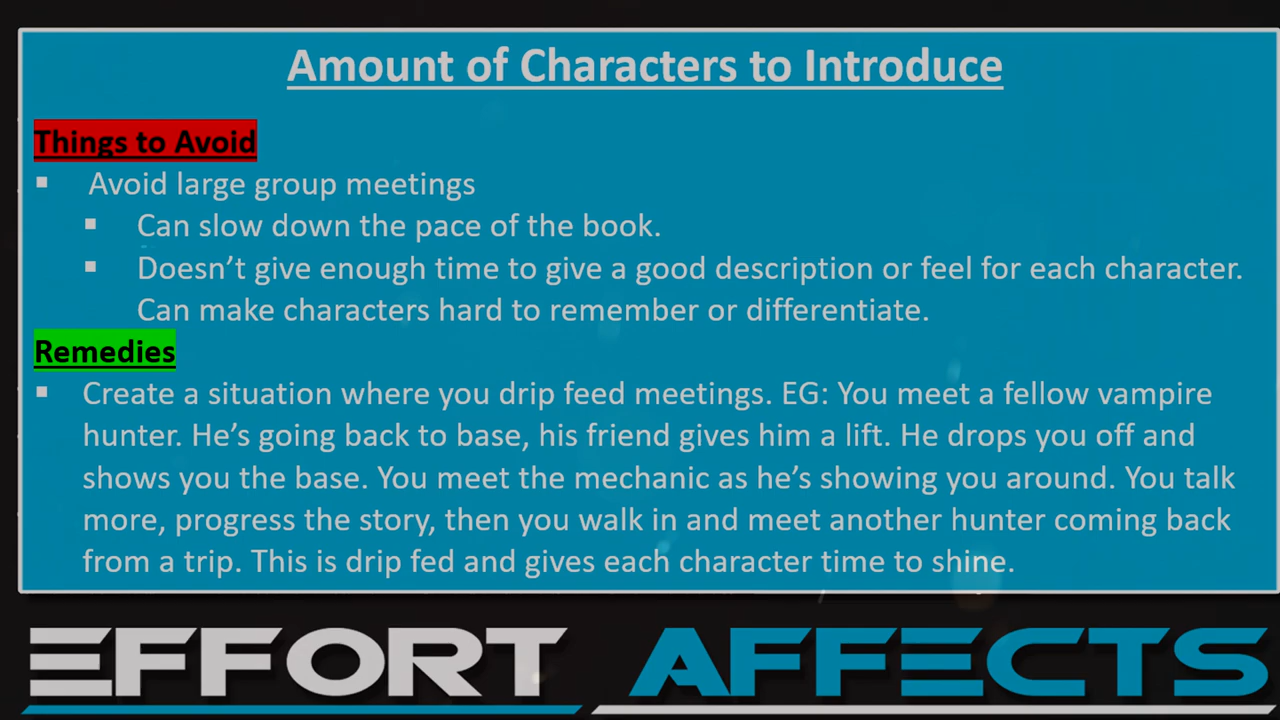 Amount of Characters to Introduce
Things to Avoid
▪ Avoid large group meetings
▪ Can slow down the pace of the book.
▪ Doesn't give enough time to give a good description or feel for each character.
Can make characters hard to remember or differentiate.
Remedies
▪ Create a situation where you drip feed meetings. EG: You meet a fellow vampire
hunter. He's going back to base, his friend gives him a lift. He drops you off and
shows you the base. You meet the mechanic as he's showing you around. You talk
more, progress the story, then you walk in and meet another hunter coming back
from a trip. This is drip fed and gives each character time to shine.
EFFORT AFFECTS